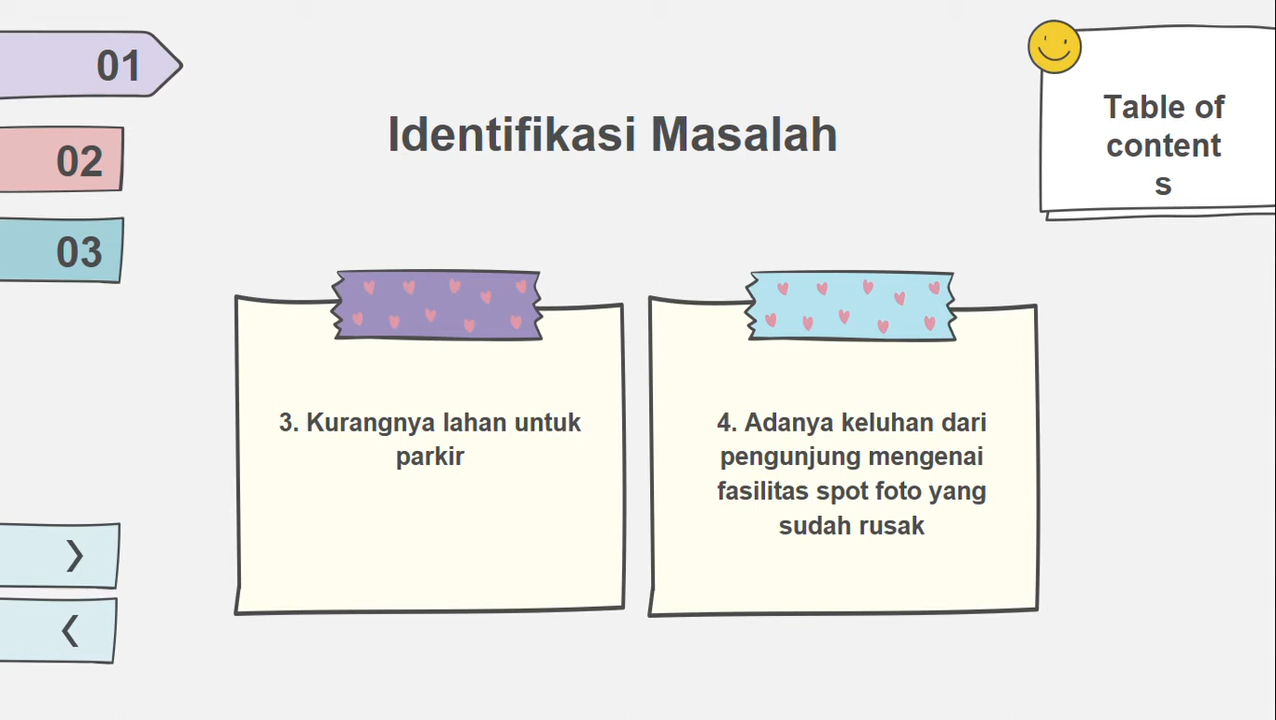 01
02
03
Identifikasi Masalah
Table of
content
s
3. Kurangnya lahan untuk
parkir
4. Adanya keluhan dari
pengunjung mengenai
fasilitas spot foto yang
sudah rusak